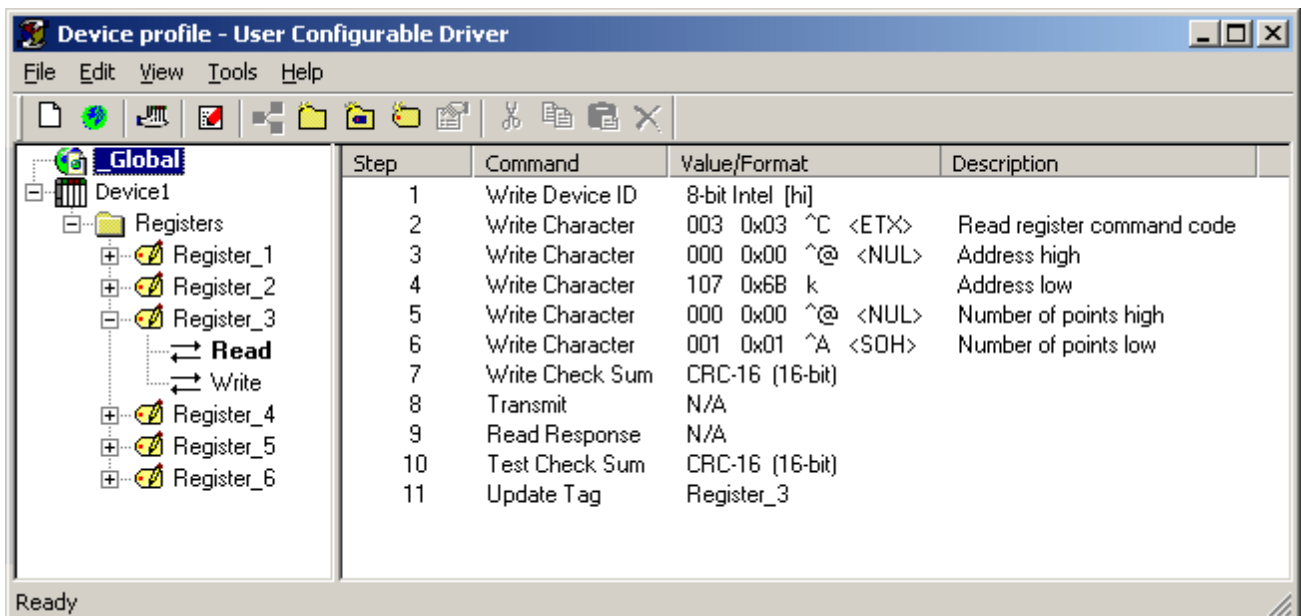 Device profile - User Configurable Driver
File Edit View Tools Help
_Global
Device1
Registers
Register_1
Register_2
Register_3
Read
Write
Register_4
Register_5
Register_6
Step Command Value/Format Description
1 Write Device ID 8-bit Intel [hi]
2 Write Character 003 0x03 ^C <ETX> Read register command code
3 Write Character 000 0x00 ^@ <NUL> Address high
4 Write Character 107 0x6B k Address low
5 Write Character 000 0x00 ^@ <NUL> Number of points high
6 Write Character 001 0x01 ^A <SOH> Number of points low
7 Write Check Sum CRC-16 (16-bit)
8 Transmit N/A
9 Read Response N/A
10 Test Check Sum CRC-16 (16-bit)
11 Update Tag Register_3
Ready